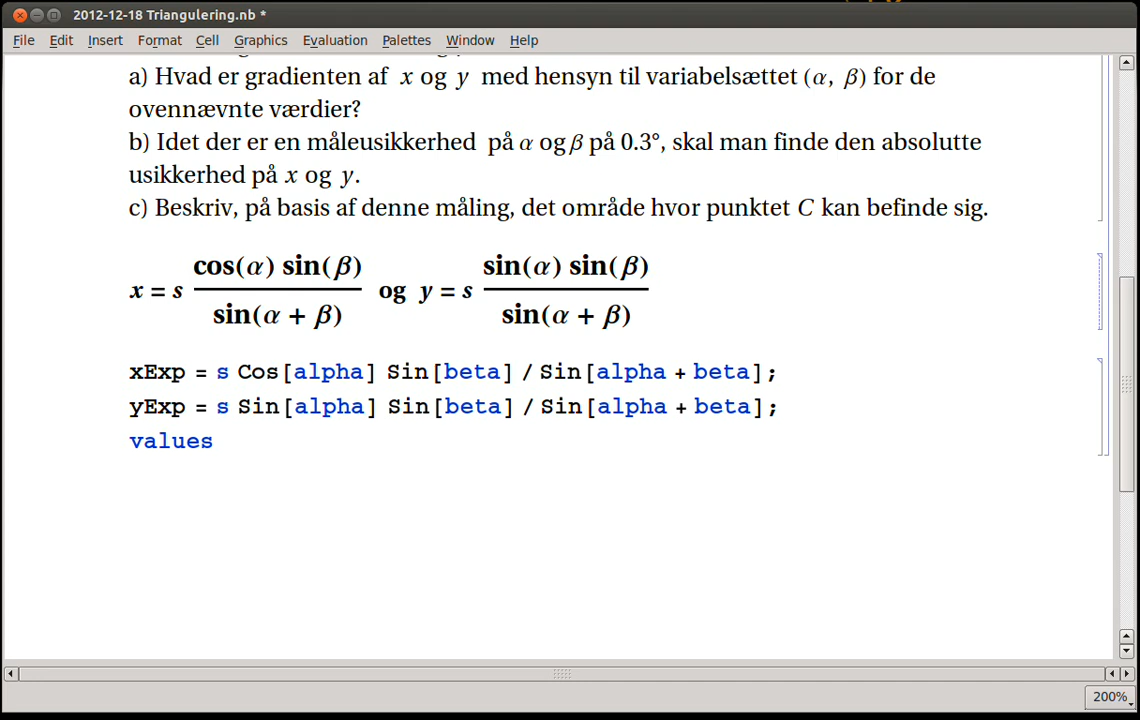 2012-12-18 Triangulering.nb *
File Edit Insert Format Cell Graphics Evaluation Palettes Window Help
a) Hvad er gradienten af x og y med hensyn til variabelsættet (α, β) for de
ovennævnte værdier?
b) Idet der er en måleusikkerhed på α og β på 0.3°, skal man finde den absolutte
usikkerhed på x og y.
c) Beskriv, på basis af denne måling, det område hvor punktet C kan befinde sig.
x = s cos(α) sin(β) / sin(α + β) og y = s sin(α) sin(β) / sin(α + β)
xExp = s Cos[alpha] Sin[beta] / Sin[alpha + beta];
yExp = s Sin[alpha] Sin[beta] / Sin[alpha + beta];
values
200%